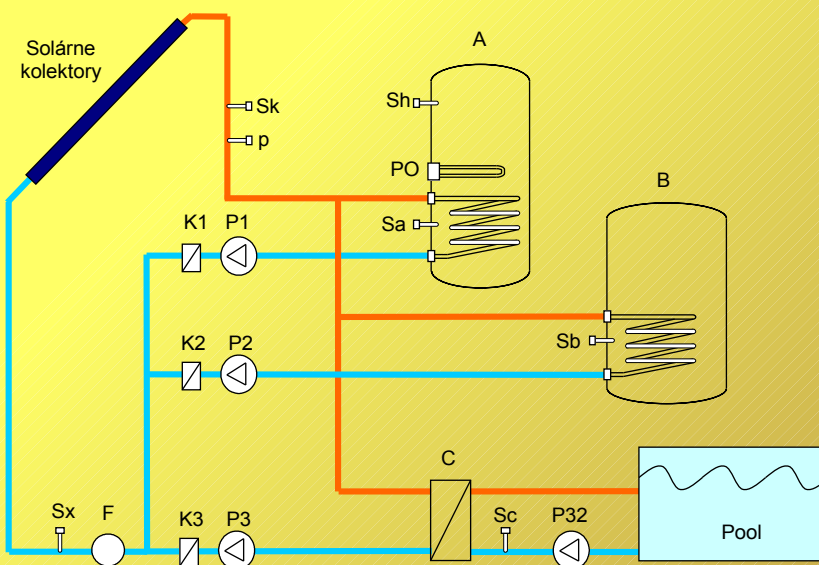 Solárne
kolektory
A
Sk
Sh
p
PO
B
K1 P1
Sa
K2 P2
Sb
C
Sx F K3 P3 Sc P32
Pool